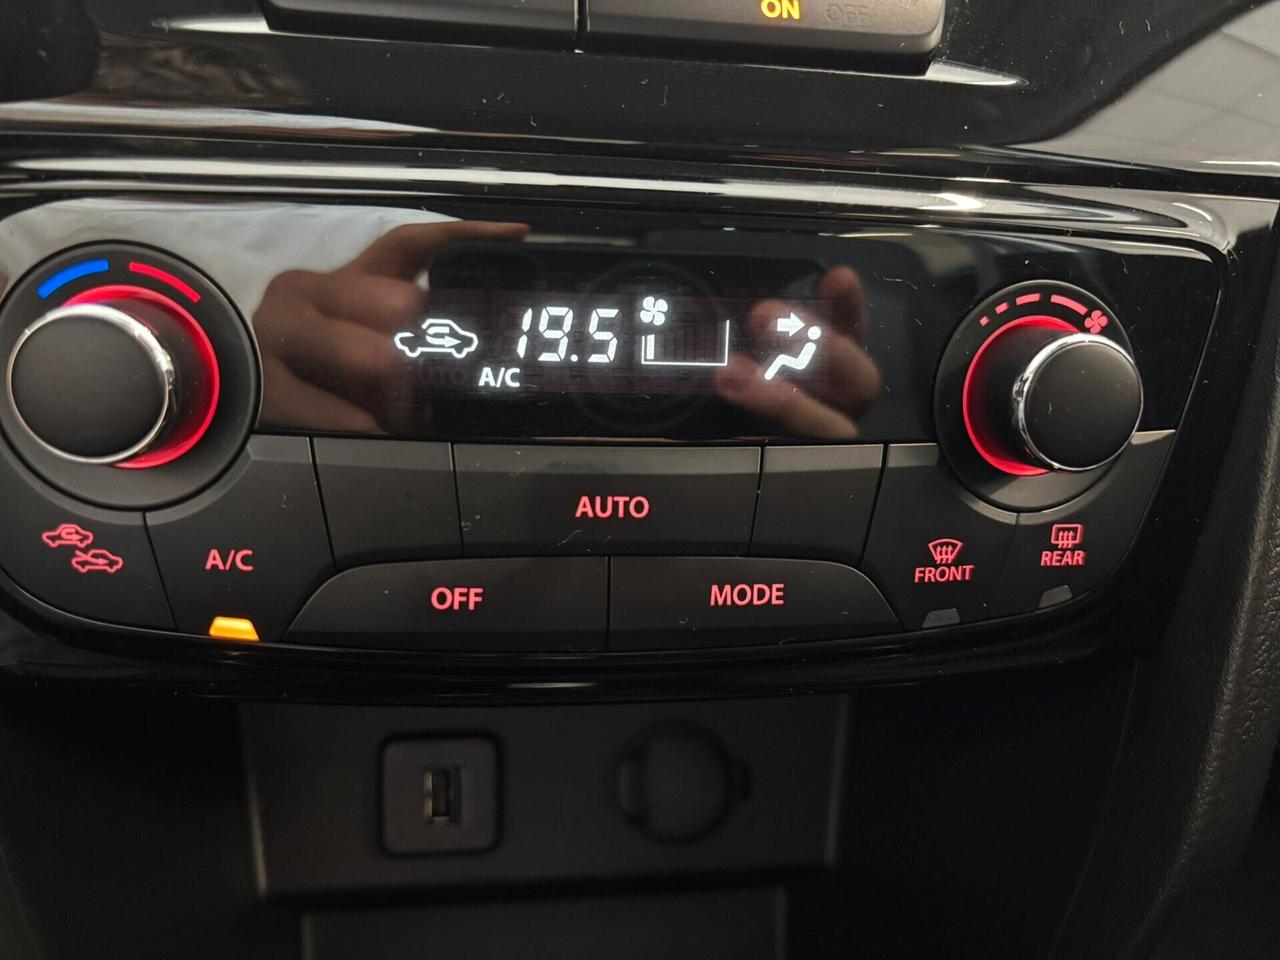 ON OFF
19.5
A/C
AUTO
A/C
FRONT
REAR
OFF
MODE